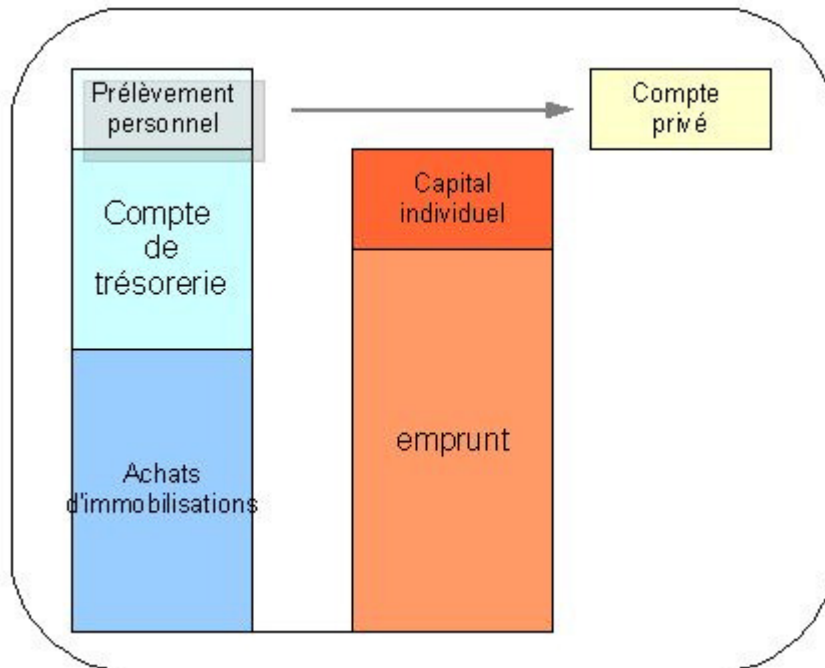 Prélèvement
personnel
Compte
privé
Compte
de
trésorerie
Capital
individuel
emprunt
Achats
d'immobilisations